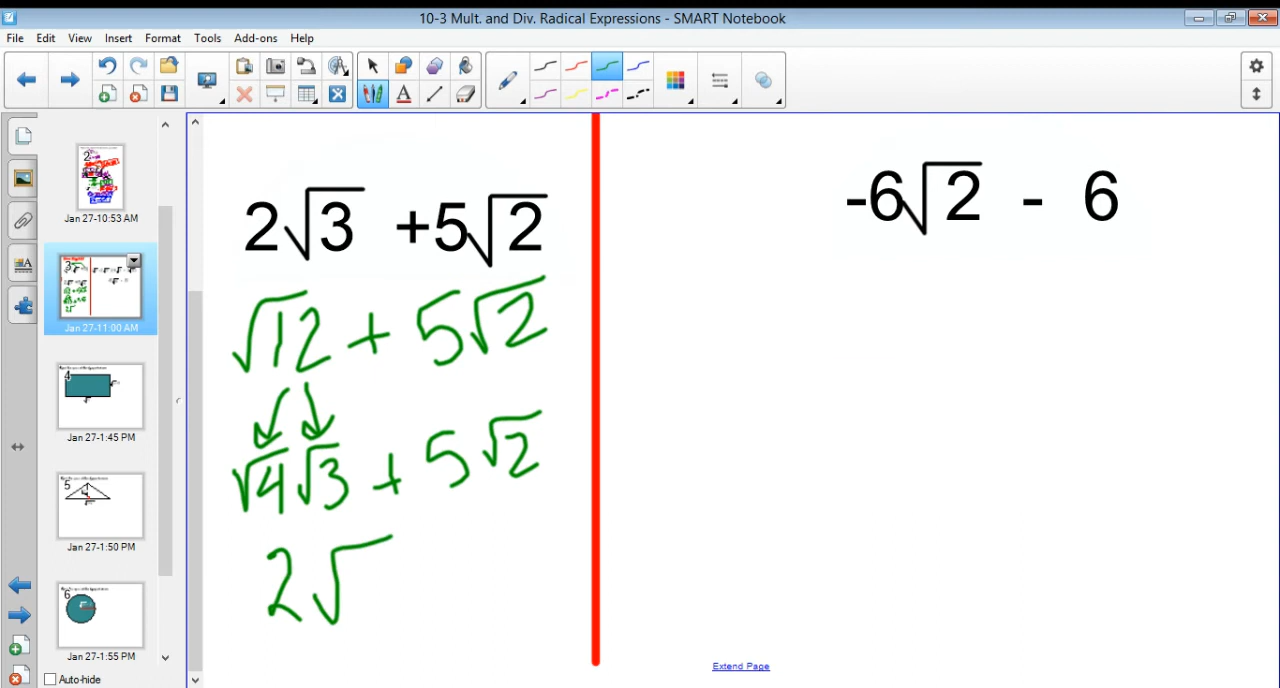 10-3 Mult. and Div. Radical Expressions - SMART Notebook
File Edit View Insert Format Tools Add-ons Help
Jan 27-10:53 AM
Jan 27-11:00 AM
4
Jan 27-1:45 PM
5
Jan 27-1:50 PM
6
Jan 27-1:55 PM
Auto-hide
2√3 +5√2
√12 + 5√2
√4√3 + 5√2
2√
-6√2 - 6
Extend Page